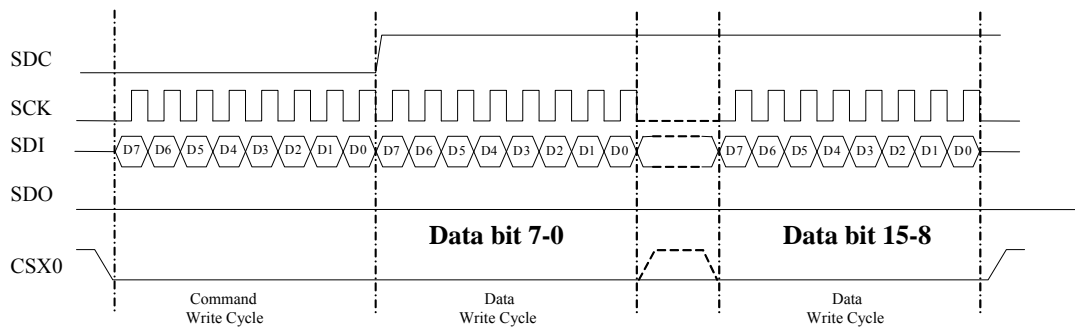 SDC
SCK
SDI D7 D6 D5 D4 D3 D2 D1 D0 D7 D6 D5 D4 D3 D2 D1 D0 D7 D6 D5 D4 D3 D2 D1 D0
SDO
Data bit 7-0 Data bit 15-8
CSX0
Command Data Data
Write Cycle Write Cycle Write Cycle